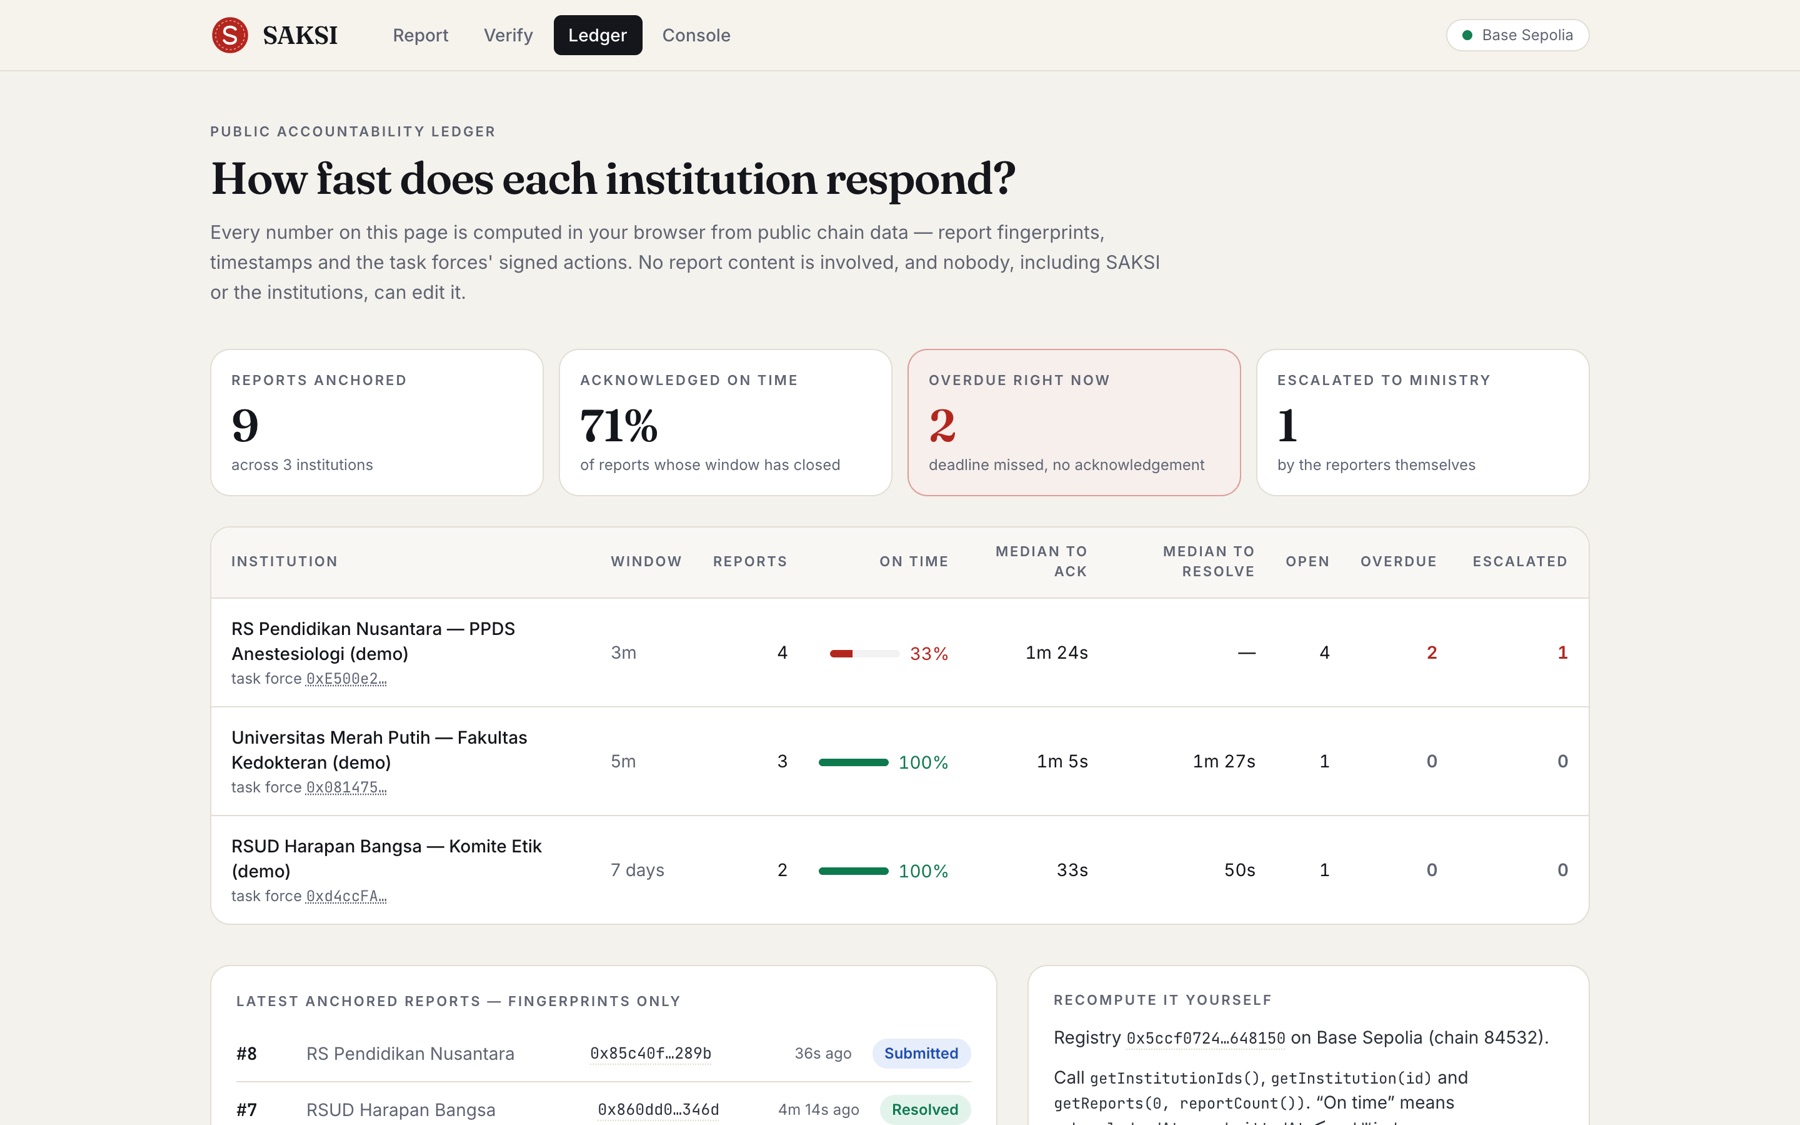 S SAKSI Report Verify Ledger Console Base Sepolia
PUBLIC ACCOUNTABILITY LEDGER
How fast does each institution respond?
Every number on this page is computed in your browser from public chain data — report fingerprints,
timestamps and the task forces' signed actions. No report content is involved, and nobody, including SAKSI
or the institutions, can edit it.
REPORTS ANCHORED
9
across 3 institutions
ACKNOWLEDGED ON TIME
71%
of reports whose window has closed
OVERDUE RIGHT NOW
2
deadline missed, no acknowledgement
ESCALATED TO MINISTRY
1
by the reporters themselves
INSTITUTION WINDOW REPORTS ON TIME MEDIAN TO ACK MEDIAN TO RESOLVE OPEN OVERDUE ESCALATED
RS Pendidikan Nusantara — PPDS
Anestesiologi (demo)
task force 0xE500e2…
3m 4 33% 1m 24s — 4 2 1
Universitas Merah Putih — Fakultas
Kedokteran (demo)
task force 0x081475…
5m 3 100% 1m 5s 1m 27s 1 0 0
RSUD Harapan Bangsa — Komite Etik
(demo)
task force 0xd4ccFA…
7 days 2 100% 33s 50s 1 0 0
LATEST ANCHORED REPORTS — FINGERPRINTS ONLY
#8 RS Pendidikan Nusantara 0x85c40f…289b 36s ago Submitted
#7 RSUD Harapan Bangsa 0x860dd0…346d 4m 14s ago Resolved
RECOMPUTE IT YOURSELF
Registry 0x5ccf0724…648150 on Base Sepolia (chain 84532).
Call getInstitutionIds(), getInstitution(id) and
getReports(0, reportCount()). “On time” means